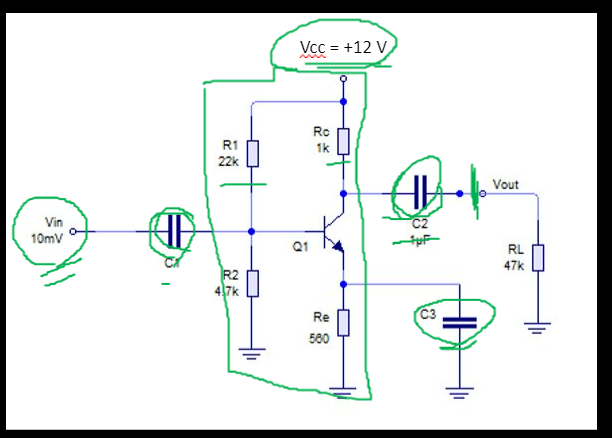 Vcc = +12 V
R1
22k
Rc
1k
Vin
10mV
C1
C2
1µF
Vout
Q1
R2
4.7k
RL
47k
Re
560
C3